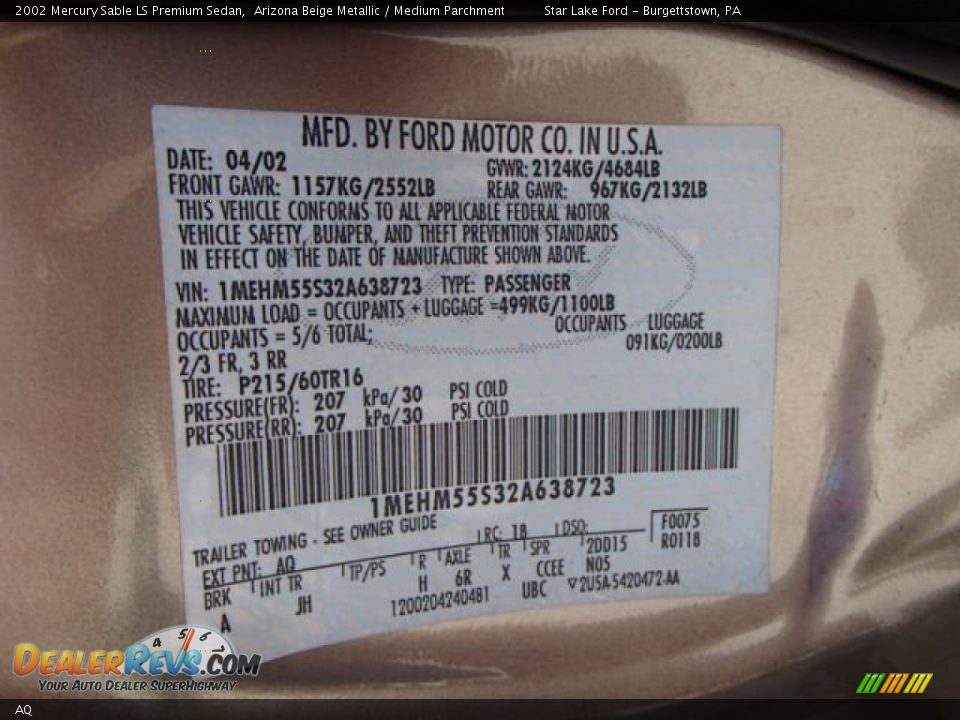 2002 Mercury Sable LS Premium Sedan, Arizona Beige Metallic / Medium Parchment Star Lake Ford - Burgettstown, PA
MFD. BY FORD MOTOR CO. IN U.S.A.
DATE: 04/02 GVWR: 2124KG/4684LB
FRONT GAWR: 1157KG/2552LB REAR GAWR: 967KG/2132LB
THIS VEHICLE CONFORMS TO ALL APPLICABLE FEDERAL MOTOR
VEHICLE SAFETY, BUMPER, AND THEFT PREVENTION STANDARDS
IN EFFECT ON THE DATE OF MANUFACTURE SHOWN ABOVE.
VIN: 1MEHM55S32A638723 TYPE: PASSENGER
MAXIMUM LOAD = OCCUPANTS + LUGGAGE =499KG/1100LB
OCCUPANTS = 5/6 TOTAL; OCCUPANTS LUGGAGE
2/3 FR, 3 RR 091KG/0200LB
TIRE: P215/60TR16
PRESSURE(FR): 207 kPa/ 30 PSI COLD
PRESSURE(RR): 207 kPa/ 30 PSI COLD
1MEHM55S32A638723
TRAILER TOWING - SEE OWNER GUIDE
EXT PNT: AQ RC: 18 DSO: F0075
R0118
BRK INT TR TP/PS R AXLE TR SPR 2DD15
A JH H 6R X CCEE N05
1200204240481 UBC ▽2U5A-5420472-AA
DEALERREVS.COM
YOUR AUTO DEALER SUPERHIGHWAY
AQ